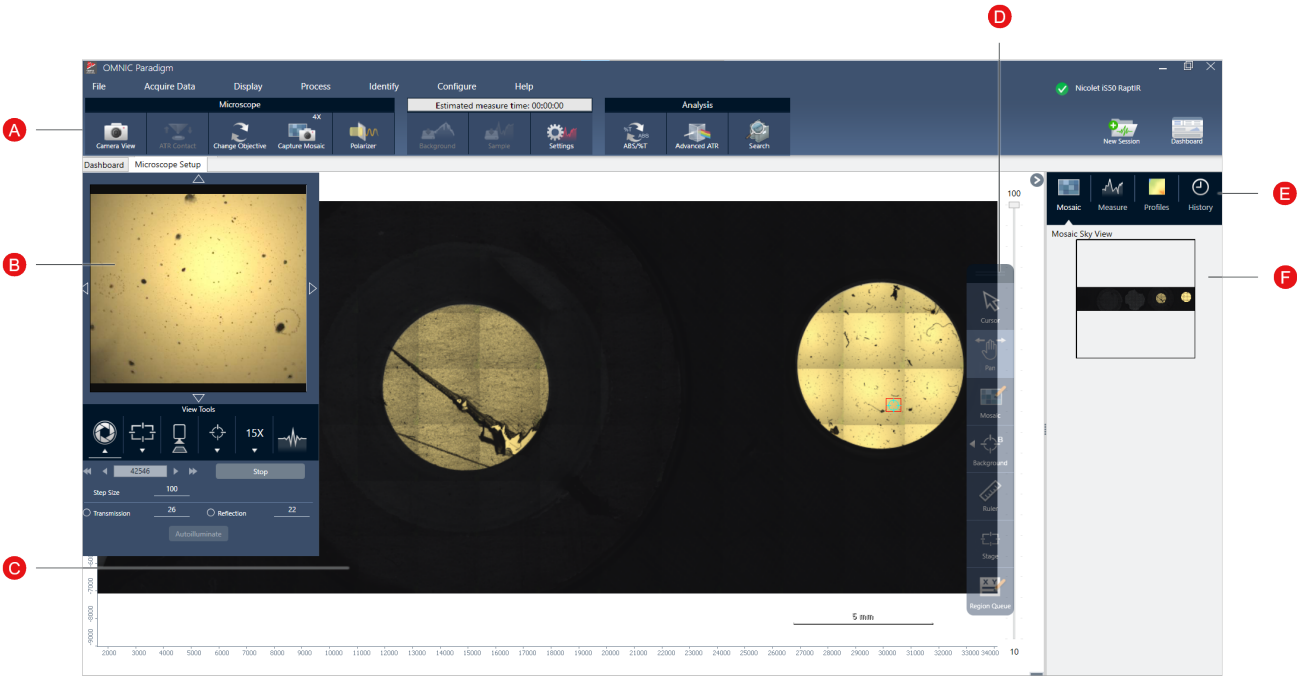 D
OMNIC Paradigm
File Acquire Data Display Process Identify Configure Help
Nicolet iS50 RaptIR
Microscope Estimated measure time: 00:00:00 Analysis
A
4X
%T ABS
Camera View ATR Contact Change Objective Capture Mosaic Polarizer Background Sample Settings ABS/%T Advanced ATR Search New Session Dashboard
Dashboard Microscope Setup
100
E
Mosaic Measure Profiles History
Mosaic Sky View
B
F
Cursor
Pan
Mosaic
View Tools
15X
B
Background
42546 Stop
Step Size 100
Ruler
Transmission 26 Reflection 22
Autoilluminate
Stage
C
-7000
X Y
Region Queue
-8000
5 mm
-9000
2000 3000 4000 5000 6000 7000 8000 9000 10000 11000 12000 13000 14000 15000 16000 17000 18000 19000 20000 21000 22000 23000 24000 25000 26000 27000 28000 29000 30000 31000 32000 33000 34000 10